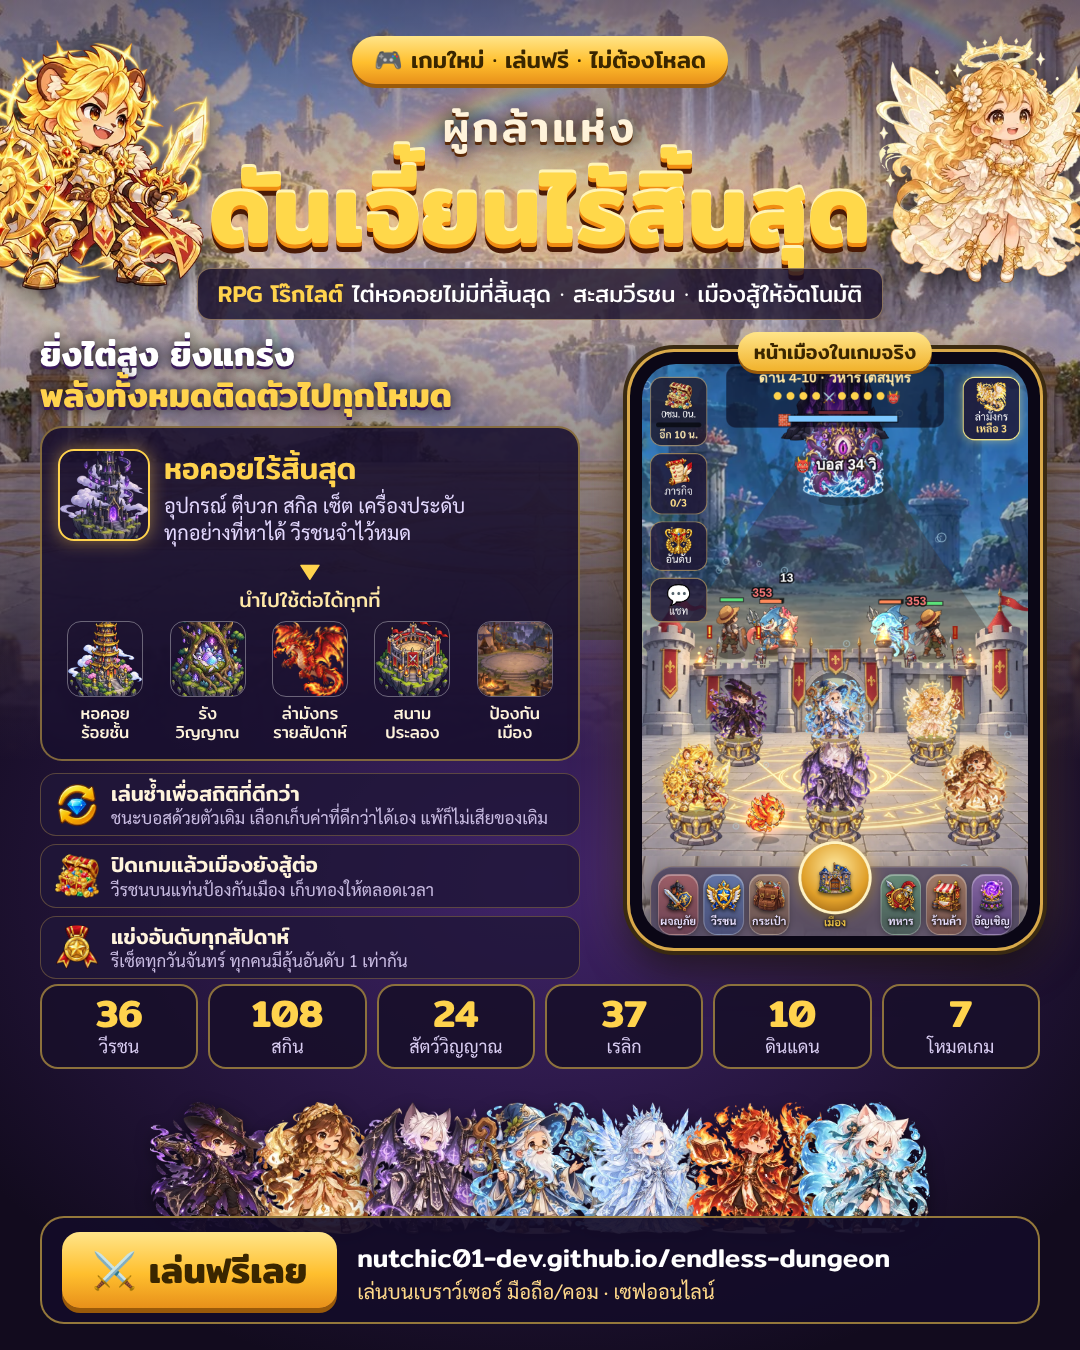 🎮 เกมใหม่ · เล่นฟรี · ไม่ต้องโหลด
ผู้กล้าแห่ง
ดันเจี้ยนไร้สิ้นสุด
RPG โร๊กไลต์ ไต่หอคอยไม่มีที่สิ้นสุด · สะสมวีรชน · เมืองสู้ให้อัตโนมัติ
ยิ่งไต่สูง ยิ่งแกร่ง
พลังทั้งหมดติดตัวไปทุกโหมด
หอคอยไร้สิ้นสุด
อุปกรณ์ ตีบวก สกิล เซ็ต เครื่องประดับ
ทุกอย่างที่หาได้ วีรชนจำไว้หมด
นำไปใช้ต่อได้ทุกที่
หอคอย
ร้อยชั้น
รัง
วิญญาณ
ล่ามังกร
รายสัปดาห์
สนาม
ประลอง
ป้องกัน
เมือง
เล่นซ้ำเพื่อสถิติที่ดีกว่า
ชนะบอสด้วยตัวเดิม เลือกเก็บค่าที่ดีกว่าได้เอง แพ้ก็ไม่เสียของเดิม
ปิดเกมแล้วเมืองยังสู้ต่อ
วีรชนบนแท่นป้องกันเมือง เก็บทองให้ตลอดเวลา
แข่งอันดับทุกสัปดาห์
รีเซ็ตทุกวันจันทร์ ทุกคนมีลุ้นอันดับ 1 เท่ากัน
หน้าเมืองในเกมจริง
ด่าน 4-10 · วิหารใต้สมุทร
0ชม. 0น.
อีก 10 น.
ล่ามังกร
เหลือ 3
บอส 34 วิ
ภารกิจ
0/3
อันดับ
แชท
13
353
353
ผจญภัย
วีรชน
กระเป๋า
เมือง
ทหาร
ร้านค้า
อัญเชิญ
36
วีรชน
108
สกิน
24
สัตว์วิญญาณ
37
เรลิก
10
ดินแดน
7
โหมดเกม
⚔️ เล่นฟรีเลย
nutchic01-dev.github.io/endless-dungeon
เล่นบนเบราว์เซอร์ มือถือ/คอม · เซฟออนไลน์